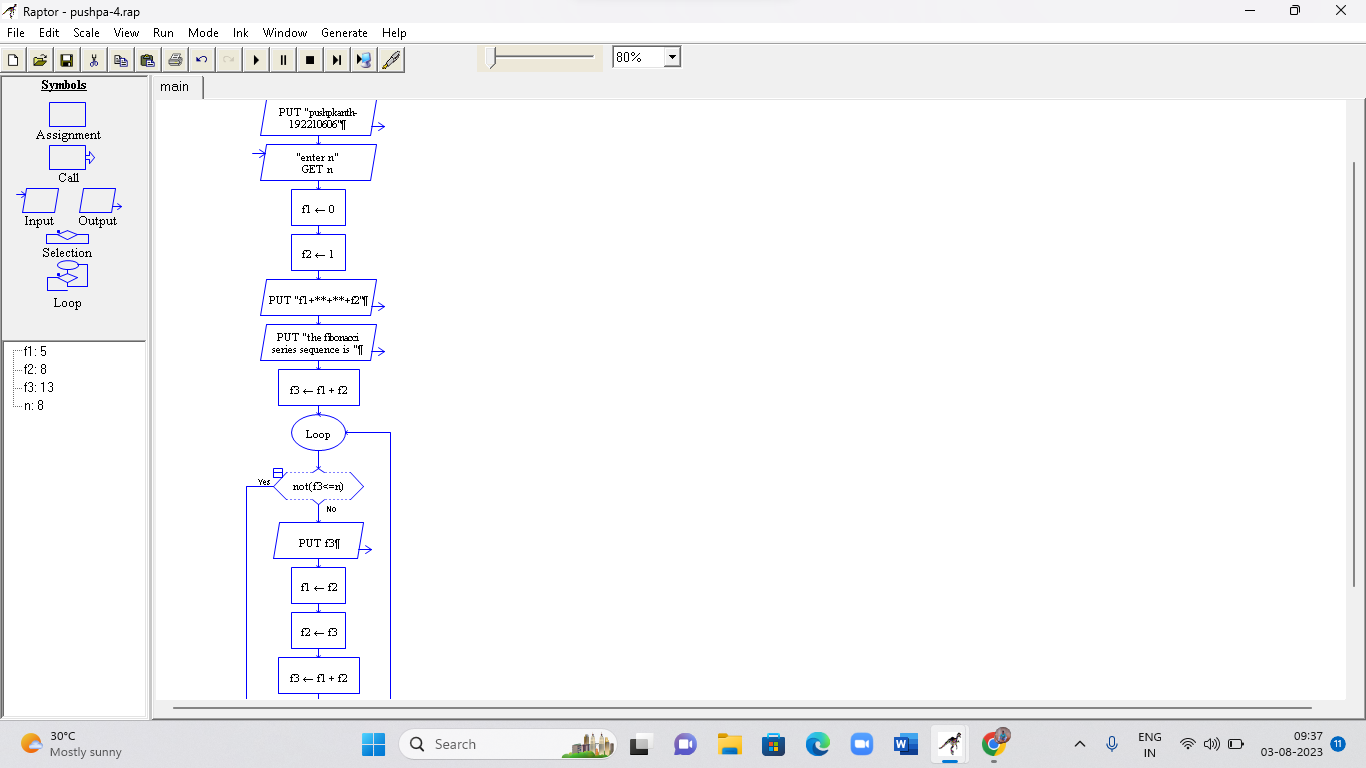 Raptor - pushpa-4.rap
File Edit Scale View Run Mode Ink Window Generate Help
80%
Symbols
Assignment
Call
Input Output
Selection
Loop
f1: 5
f2: 8
f3: 13
n: 8
main
PUT "pushpkanth-
192210606"¶
"enter n"
GET n
f1 ← 0
f2 ← 1
PUT "f1+**+**+f2"¶
PUT "the fibonacci
series sequence is "¶
f3 ← f1 + f2
Loop
Yes
not(f3<=n)
No
PUT f3¶
f1 ← f2
f2 ← f3
f3 ← f1 + f2
30°C
Mostly sunny
Search
ENG
IN
09:37
03-08-2023
11